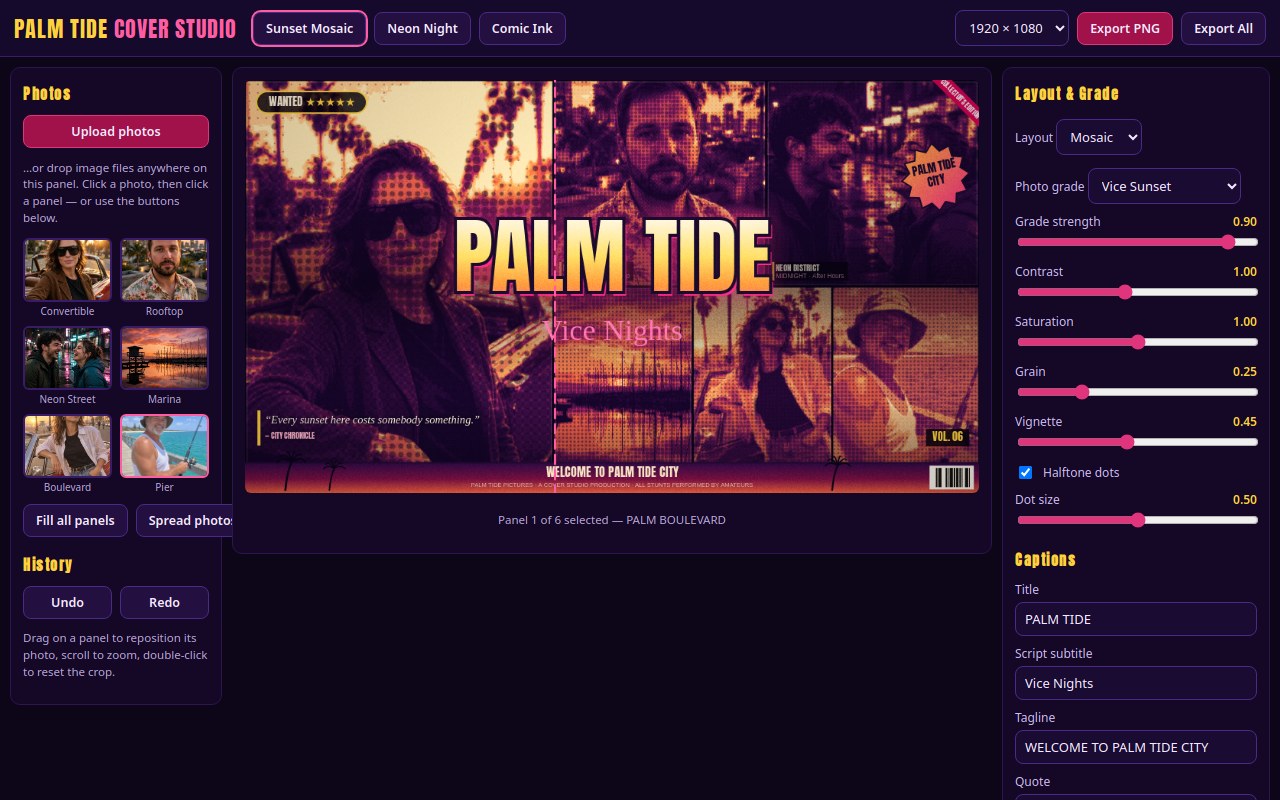 PALM TIDE COVER STUDIO
Sunset Mosaic
Neon Night
Comic Ink
1920 × 1080
Export PNG
Export All
Photos
Upload photos
…or drop image files anywhere on
this panel. Click a photo, then click
a panel — or use the buttons
below.
Convertible
Rooftop
Neon Street
Marina
Boulevard
Pier
Fill all panels
Spread photos
History
Undo
Redo
Drag on a panel to reposition its
photo, scroll to zoom, double-click
to reset the crop.
WANTED ★★★★★
PALM TIDE
CITY
PALM TIDE
NEON DISTRICT
MIDNIGHT · After Hours
Vice Nights
“Every sunset here costs somebody something.”
– CITY CHRONICLE
VOL. 06
WELCOME TO PALM TIDE CITY
PALM TIDE PICTURES · A COVER STUDIO PRODUCTION · ALL STUNTS PERFORMED BY AMATEURS
Panel 1 of 6 selected — PALM BOULEVARD
Layout & Grade
Layout
Mosaic
Photo grade
Vice Sunset
Grade strength
0.90
Contrast
1.00
Saturation
1.00
Grain
0.25
Vignette
0.45
Halftone dots
Dot size
0.50
Captions
Title
PALM TIDE
Script subtitle
Vice Nights
Tagline
WELCOME TO PALM TIDE CITY
Quote